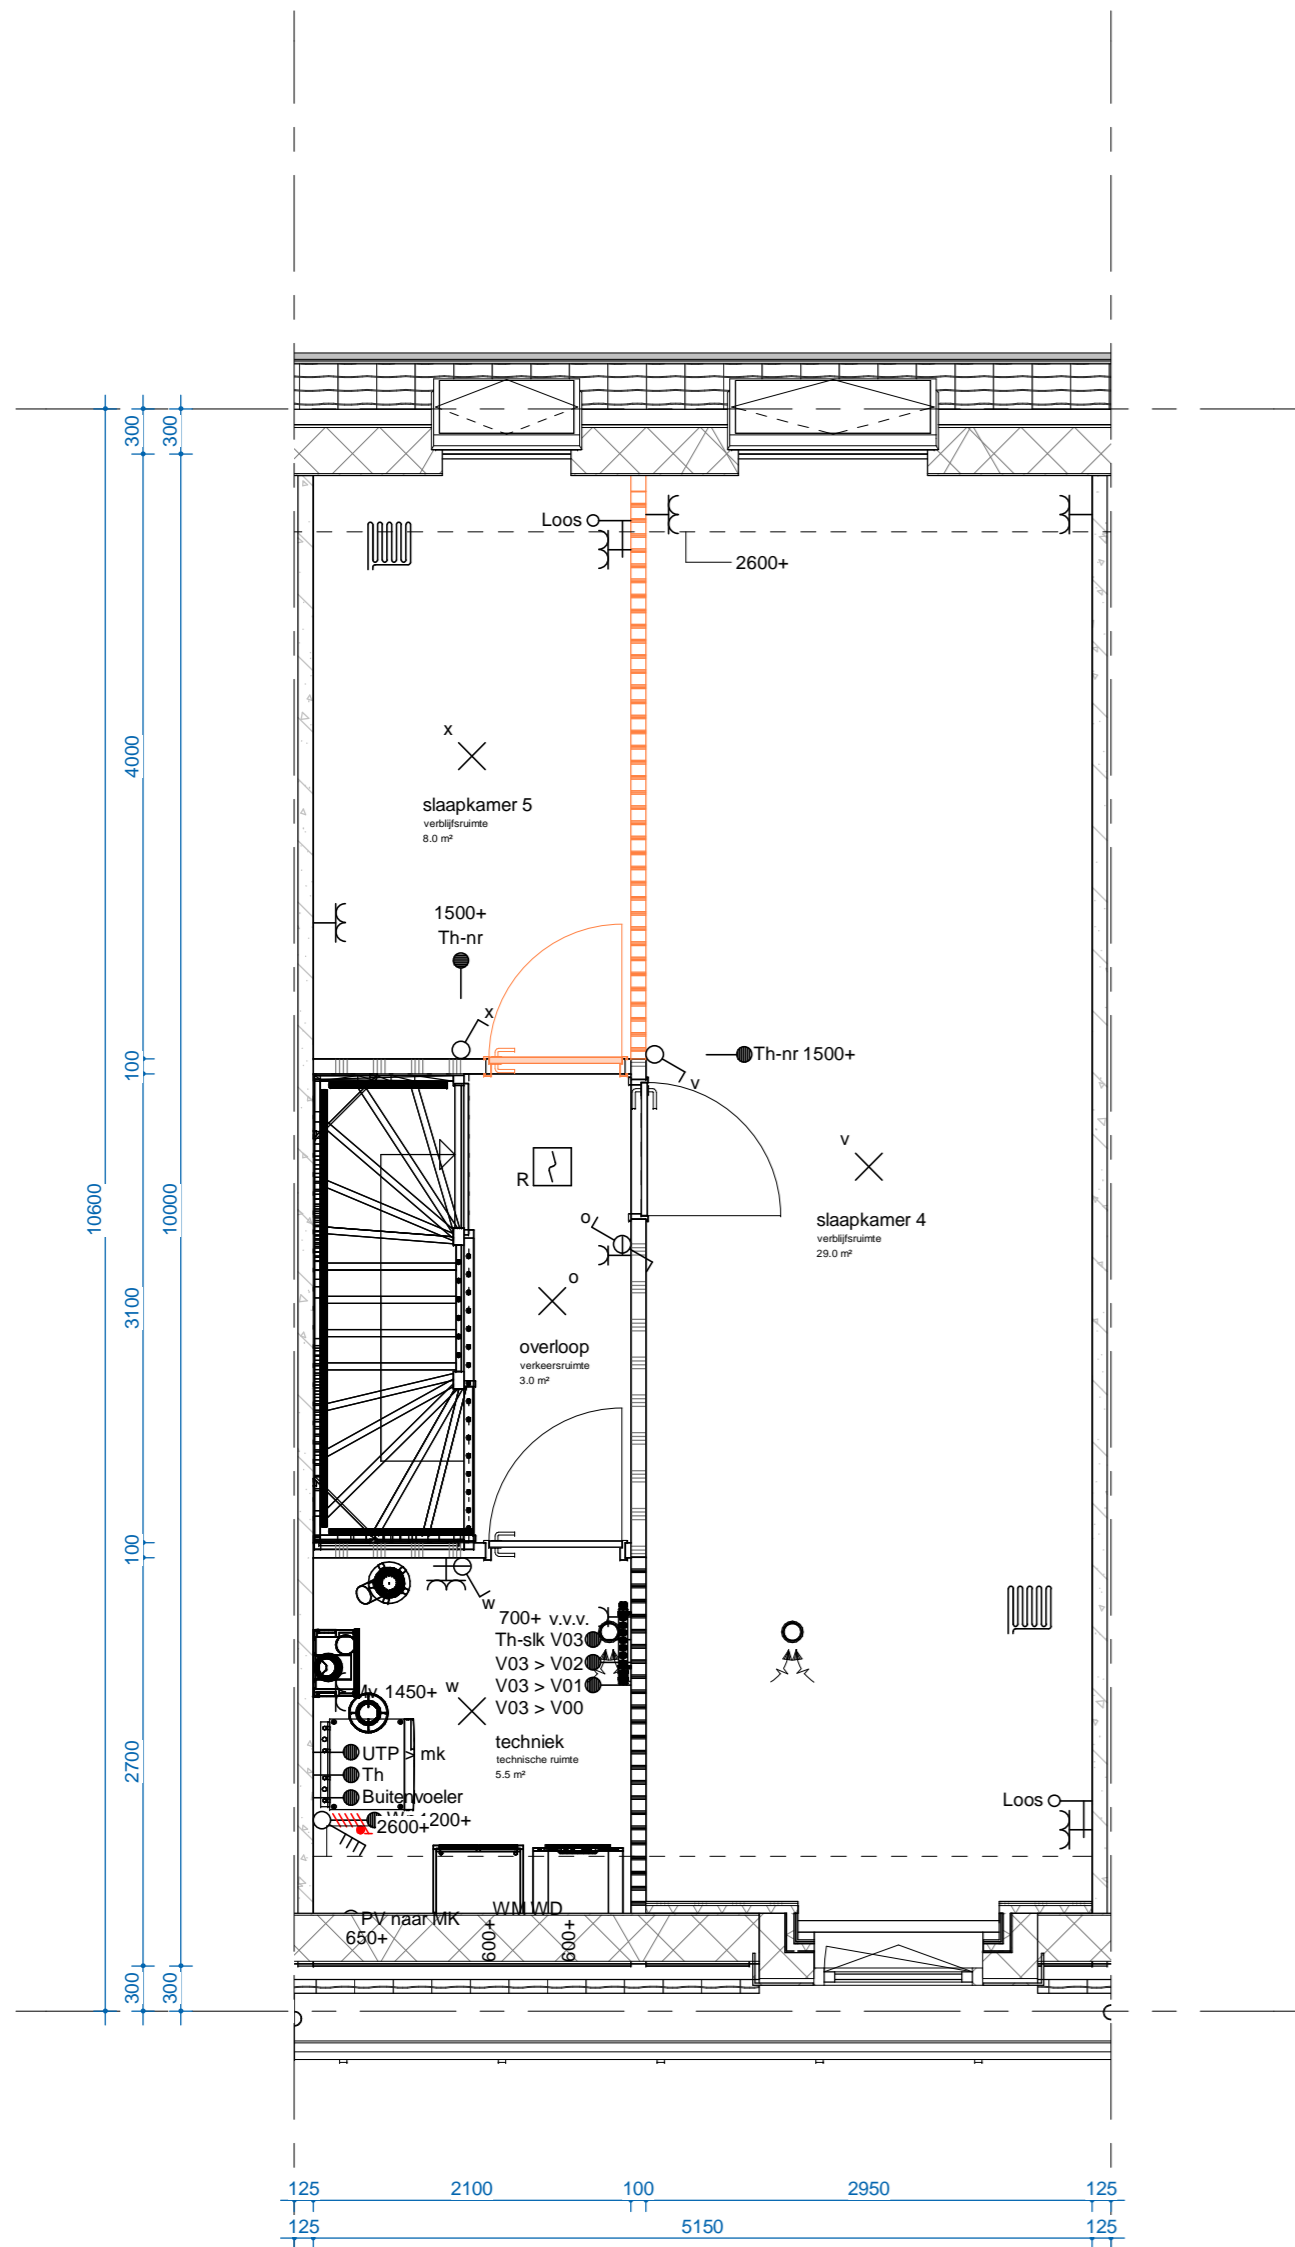 Loos
2600+
300
300
x
4000
slaapkamer 5
verblijfsruimte
8.0 m²
1500+
Th-nr
x
Th-nr 1500+
v
100
v
R
slaapkamer 4
verblijfsruimte
29.0 m²
10600
10000
o
o
3100
overloop
verkeersruimte
3.0 m²
100
w
700+ v.v.v.
Th-slk V03
V03 > V02
V03 > V01
V03 > V00
Mv 1450+
w
techniek
technische ruimte
5.5 m²
2700
UTP > mk
Th
Buitenvoeler
1200+
2600+
Loos
PV naar MK
650+
WM WD
600+
600+
300
300
125
2100
100
2950
125
125
5150
125